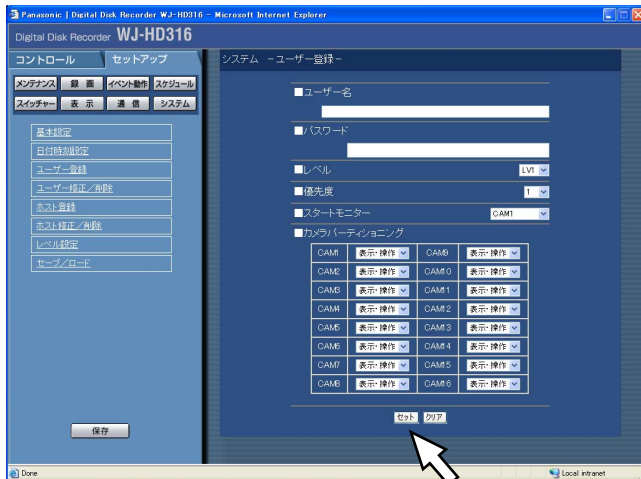 Panasonic | Digital Disk Recorder WJ-HD316 - Microsoft Internet Explorer
Digital Disk Recorder WJ-HD316
コントロール セットアップ
メンテナンス 録 画 イベント動作 スケジュール
スイッチャー 表 示 通 信 システム
基本設定
日付時刻設定
ユーザー登録
ユーザー修正／削除
ホスト登録
ホスト修正／削除
レベル設定
セーブ／ロード
保存
システム －ユーザー登録－
■ユーザー名
■パスワード
■レベル LV1
■優先度 1
■スタートモニター CAM1
■カメラパーティショニング
CAM1 表示・操作 CAM9 表示・操作
CAM2 表示・操作 CAM10 表示・操作
CAM3 表示・操作 CAM11 表示・操作
CAM4 表示・操作 CAM12 表示・操作
CAM5 表示・操作 CAM13 表示・操作
CAM6 表示・操作 CAM14 表示・操作
CAM7 表示・操作 CAM15 表示・操作
CAM8 表示・操作 CAM16 表示・操作
セット クリア
Done Local intranet